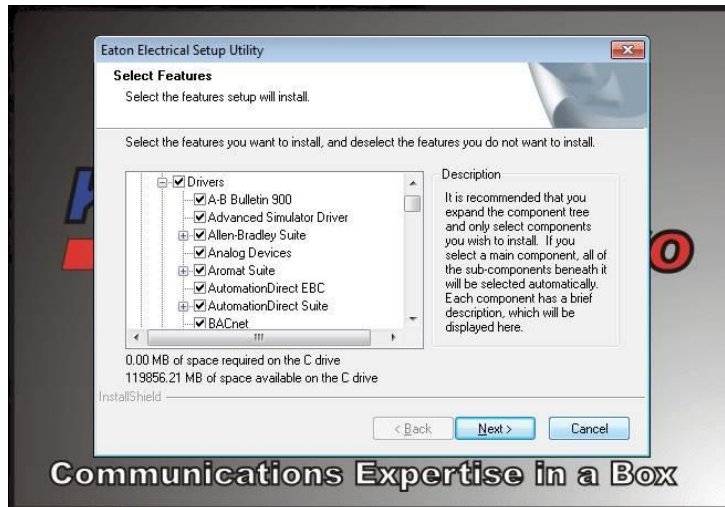 Eaton Electrical Setup Utility
Select Features
Select the features setup will install.
Select the features you want to install, and deselect the features you do not want to install.
Drivers
A-B Bulletin 900
Advanced Simulator Driver
Allen-Bradley Suite
Analog Devices
Aromat Suite
AutomationDirect EBC
AutomationDirect Suite
BACnet
Description
It is recommended that you
expand the component tree
and only select components
you wish to install. If you
select a main component, all of
the sub-components beneath it
will be selected automatically.
Each component has a brief
description, which will be
displayed here.
0.00 MB of space required on the C drive
119856.21 MB of space available on the C drive
InstallShield
< Back
Next >
Cancel
Communications Expertise in a Box